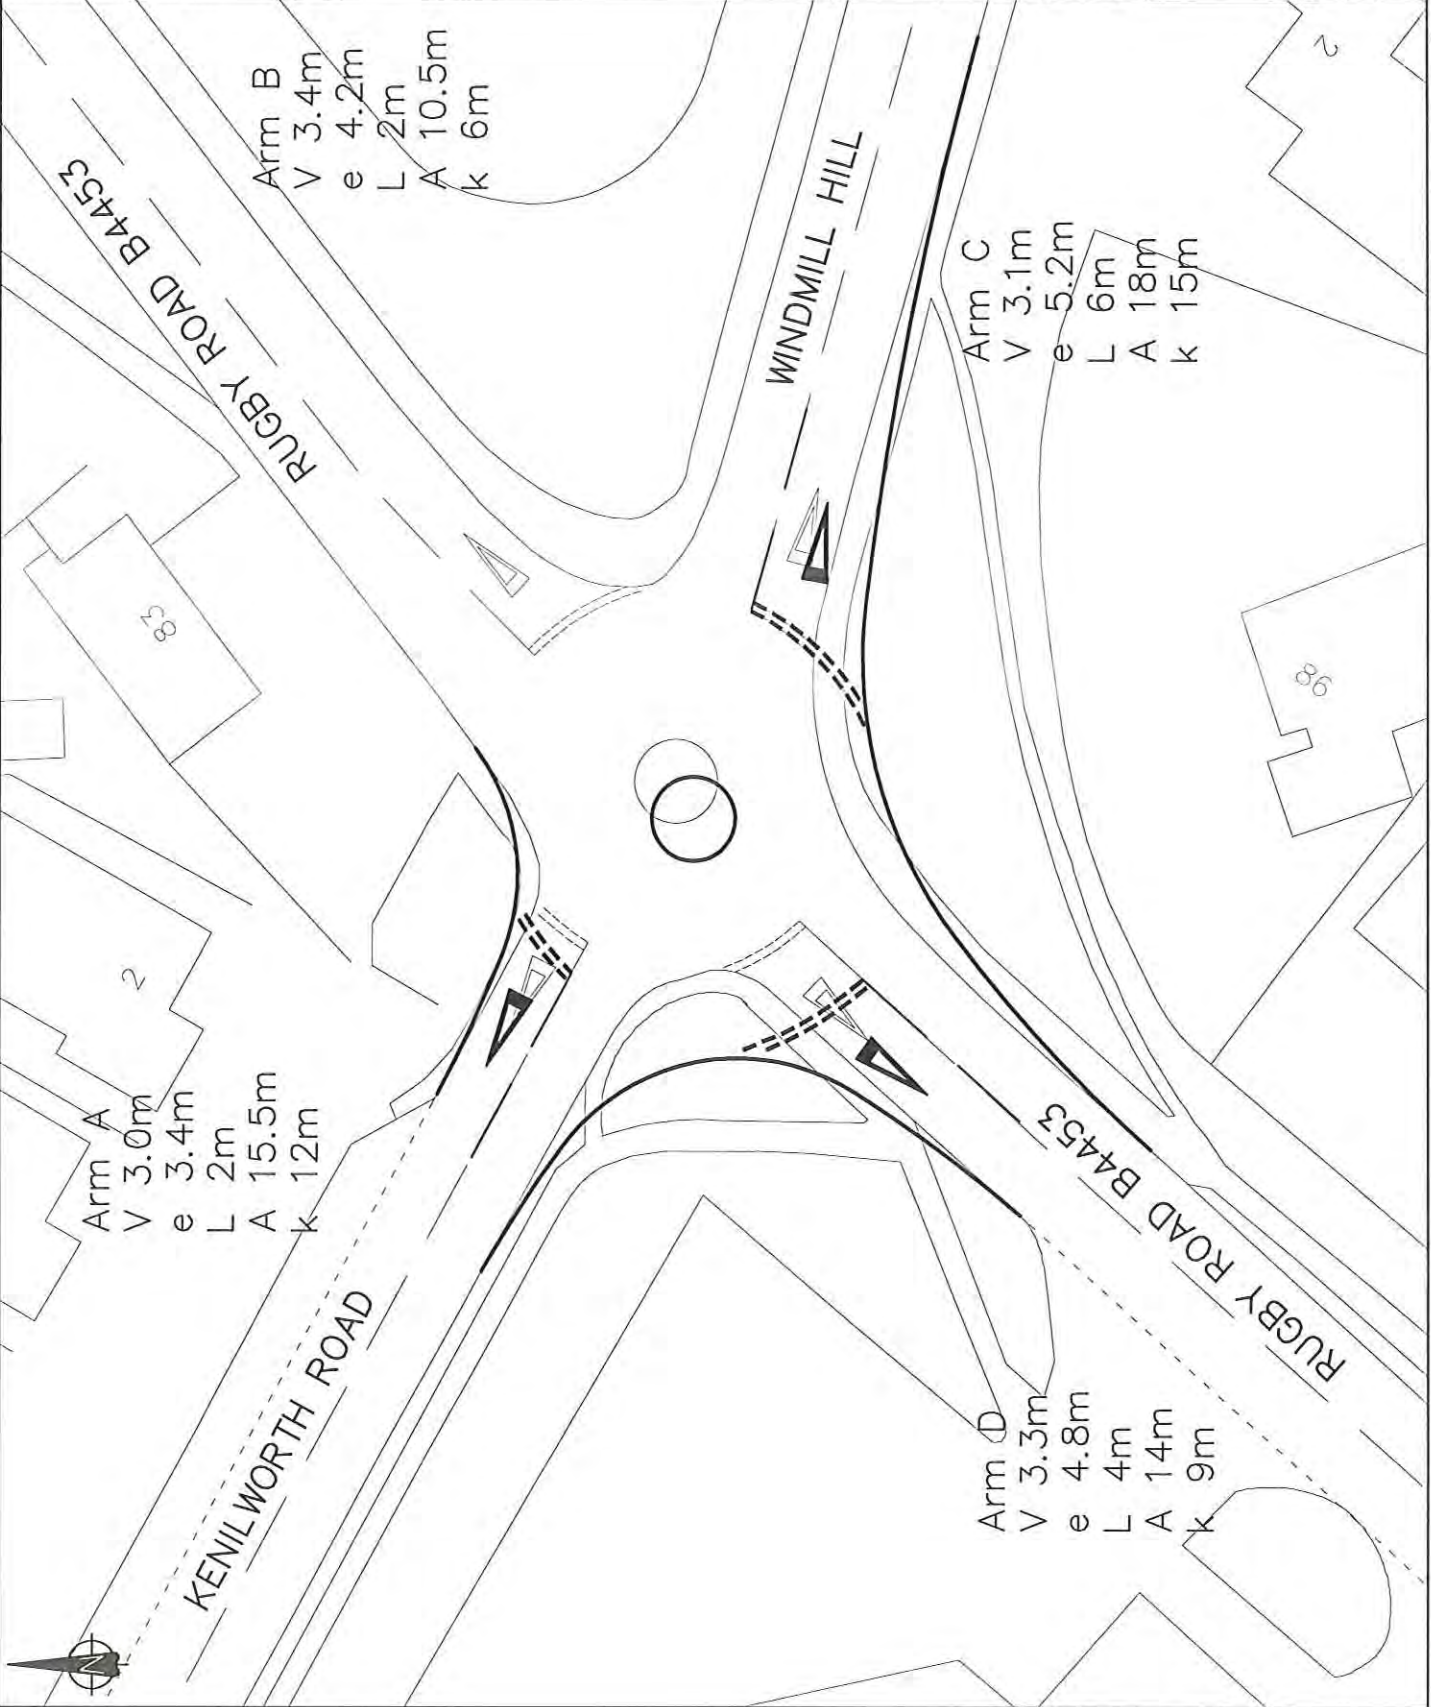 Arm A
V 3.0m
e 3.4m
L 2m
A 15.5m
k 12m
Arm B
V 3.4m
e 4.2m
L 2m
A 10.5m
k 6m
Arm C
V 3.1m
e 5.2m
L 6m
A 18m
k 15m
Arm D
V 3.3m
e 4.8m
L 4m
A 14m
k 9m
KENILWORTH ROAD
RUGBY ROAD B4453
WINDMILL HILL
RUGBY ROAD B4453
2
83
2
86
N